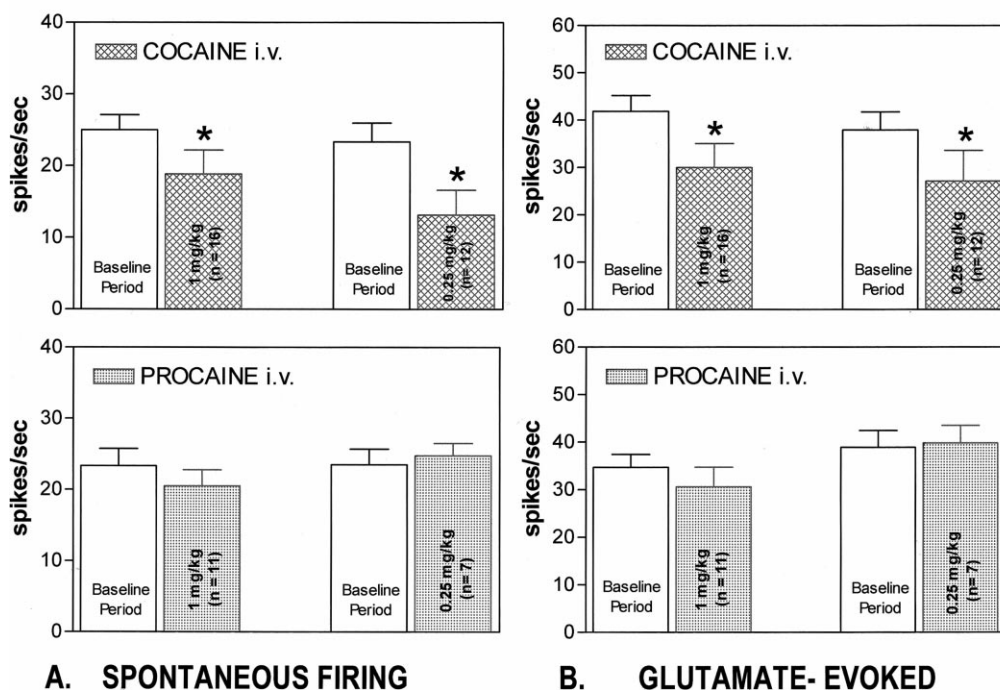 COCAINE i.v.
spikes/sec
40
30
20
10
0
*
*
Baseline
Period
1 mg/kg
(n = 16)
Baseline
Period
0.25 mg/kg
(n= 12)
COCAINE i.v.
spikes/sec
60
50
40
30
20
10
0
*
*
Baseline
Period
1 mg/kg
(n = 16)
Baseline
Period
0.25 mg/kg
(n= 12)
PROCAINE i.v.
spikes/sec
40
30
20
10
0
Baseline
Period
1 mg/kg
(n = 11)
Baseline
Period
0.25 mg/kg
(n= 7)
PROCAINE i.v.
spikes/sec
60
50
40
30
20
10
0
Baseline
Period
1 mg/kg
(n = 11)
Baseline
Period
0.25 mg/kg
(n= 7)
A. SPONTANEOUS FIRING
B. GLUTAMATE- EVOKED